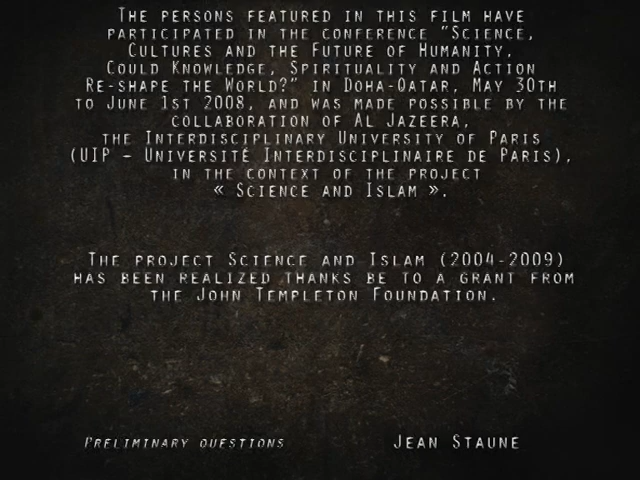 The persons featured in this film have
participated in the conference "Science,
Cultures and the Future of Humanity,
Could Knowledge, Spirituality and Action
Re-shape the World?" in Doha-Qatar, May 30th
to June 1st 2008, and was made possible by the
collaboration of Al Jazeera,
the Interdisciplinary University of Paris
(UIP - Université Interdisciplinaire de Paris),
in the context of the project
« Science and Islam ».
The project Science and Islam (2004-2009)
has been realized thanks be to a grant from
the John Templeton Foundation.
Preliminary questions Jean Staune